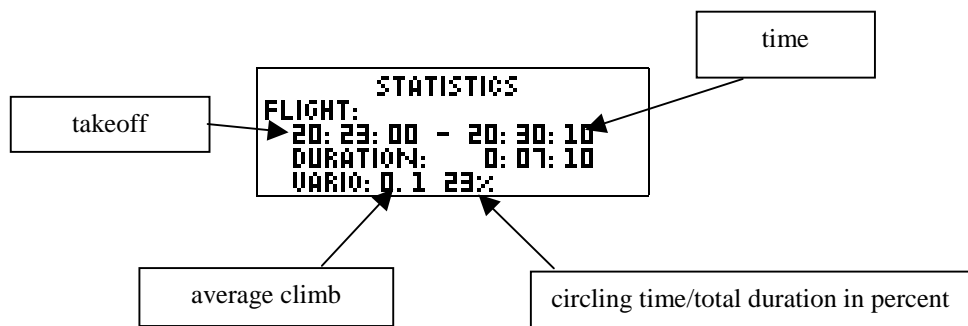 time
STATISTICS
FLIGHT:
takeoff
20:23:00 - 20:30:10
DURATION: 0:07:10
VARIO: 0.1 23%
average climb
circling time/total duration in percent